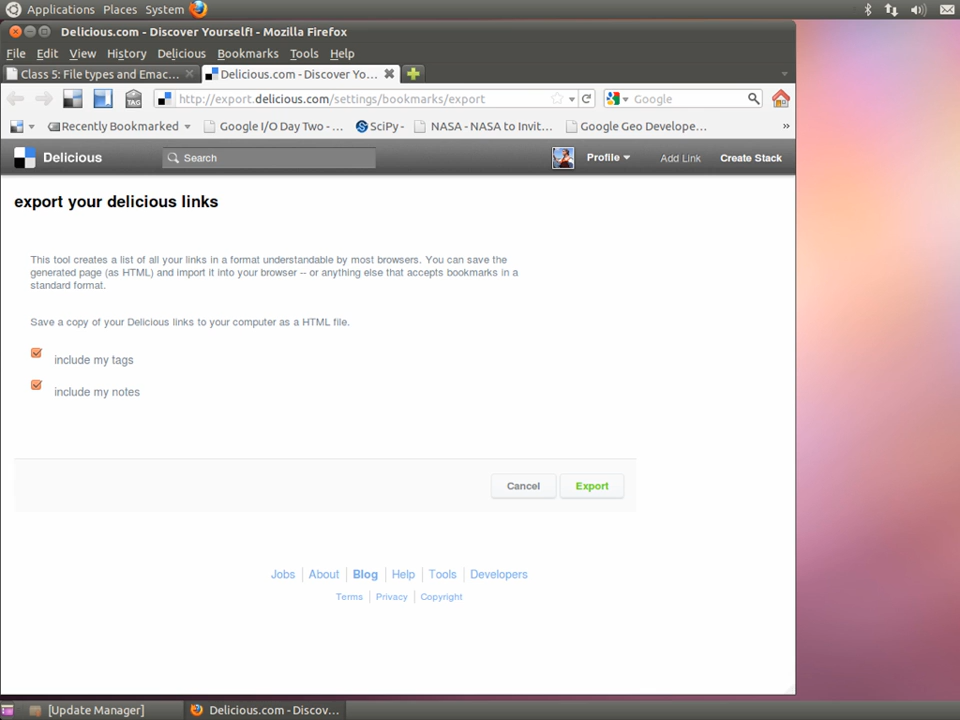 Applications Places System
Delicious.com - Discover Yourself! - Mozilla Firefox
File Edit View History Delicious Bookmarks Tools Help
Class 5: File types and Emac... Delicious.com - Discover Yo...
TAG http://export.delicious.com/settings/bookmarks/export Google
Recently Bookmarked Google I/O Day Two - ... SciPy - NASA - NASA to Invit... Google Geo Develope... »
Delicious Search Profile Add Link Create Stack
export your delicious links
This tool creates a list of all your links in a format understandable by most browsers. You can save the
generated page (as HTML) and import it into your browser -- or anything else that accepts bookmarks in a
standard format.
Save a copy of your Delicious links to your computer as a HTML file.
include my tags
include my notes
Cancel Export
Jobs About Blog Help Tools Developers
Terms Privacy Copyright
[Update Manager] Delicious.com - Discov...